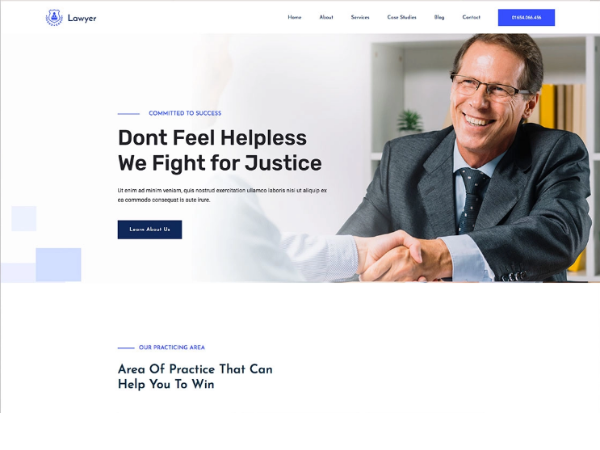 Lawyer
Home About Services Case Studies Blog Contact
COMMITTED TO SUCCESS
Dont Feel Helpless
We Fight for Justice
Ut enim ad minim veniam, quis nostrud exercitation ullamco laboris nisi ut aliquip ex
ea commodo consequat is aute irure.
Learn About Us
OUR PRACTICING AREA
Area Of Practice That Can
Help You To Win